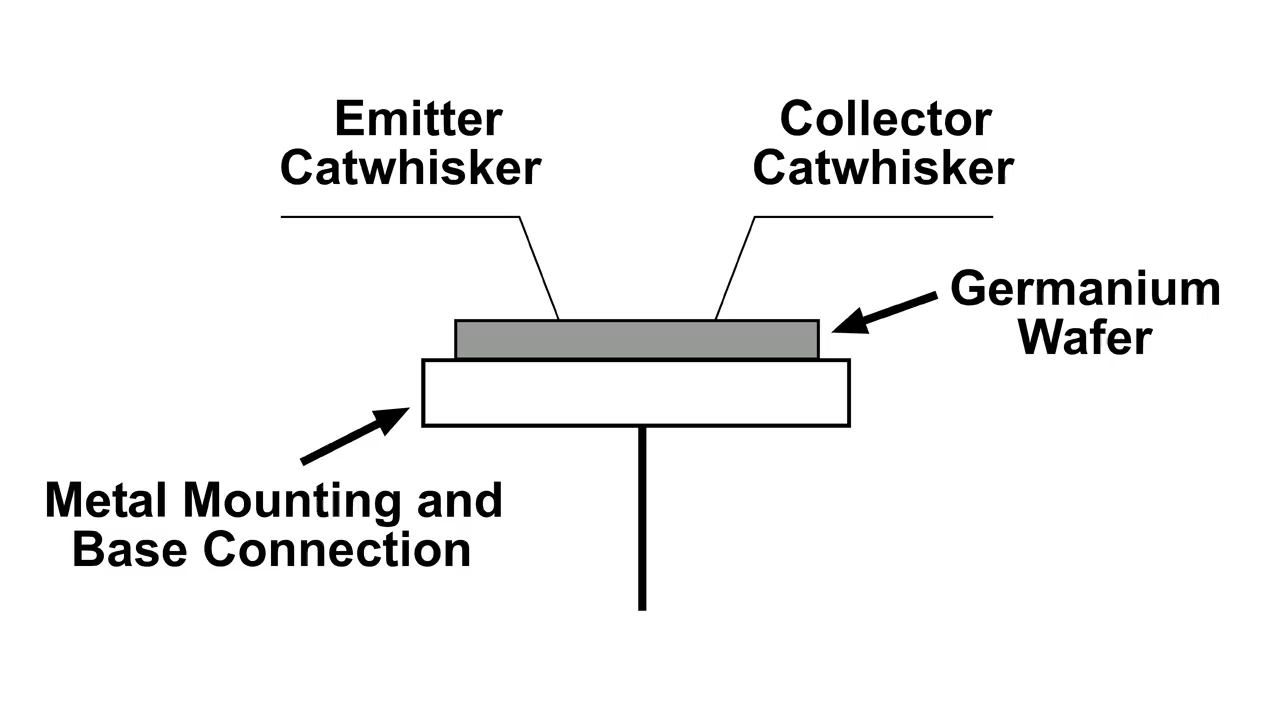 Emitter
Catwhisker
Collector
Catwhisker
Germanium
Wafer
Metal Mounting and
Base Connection